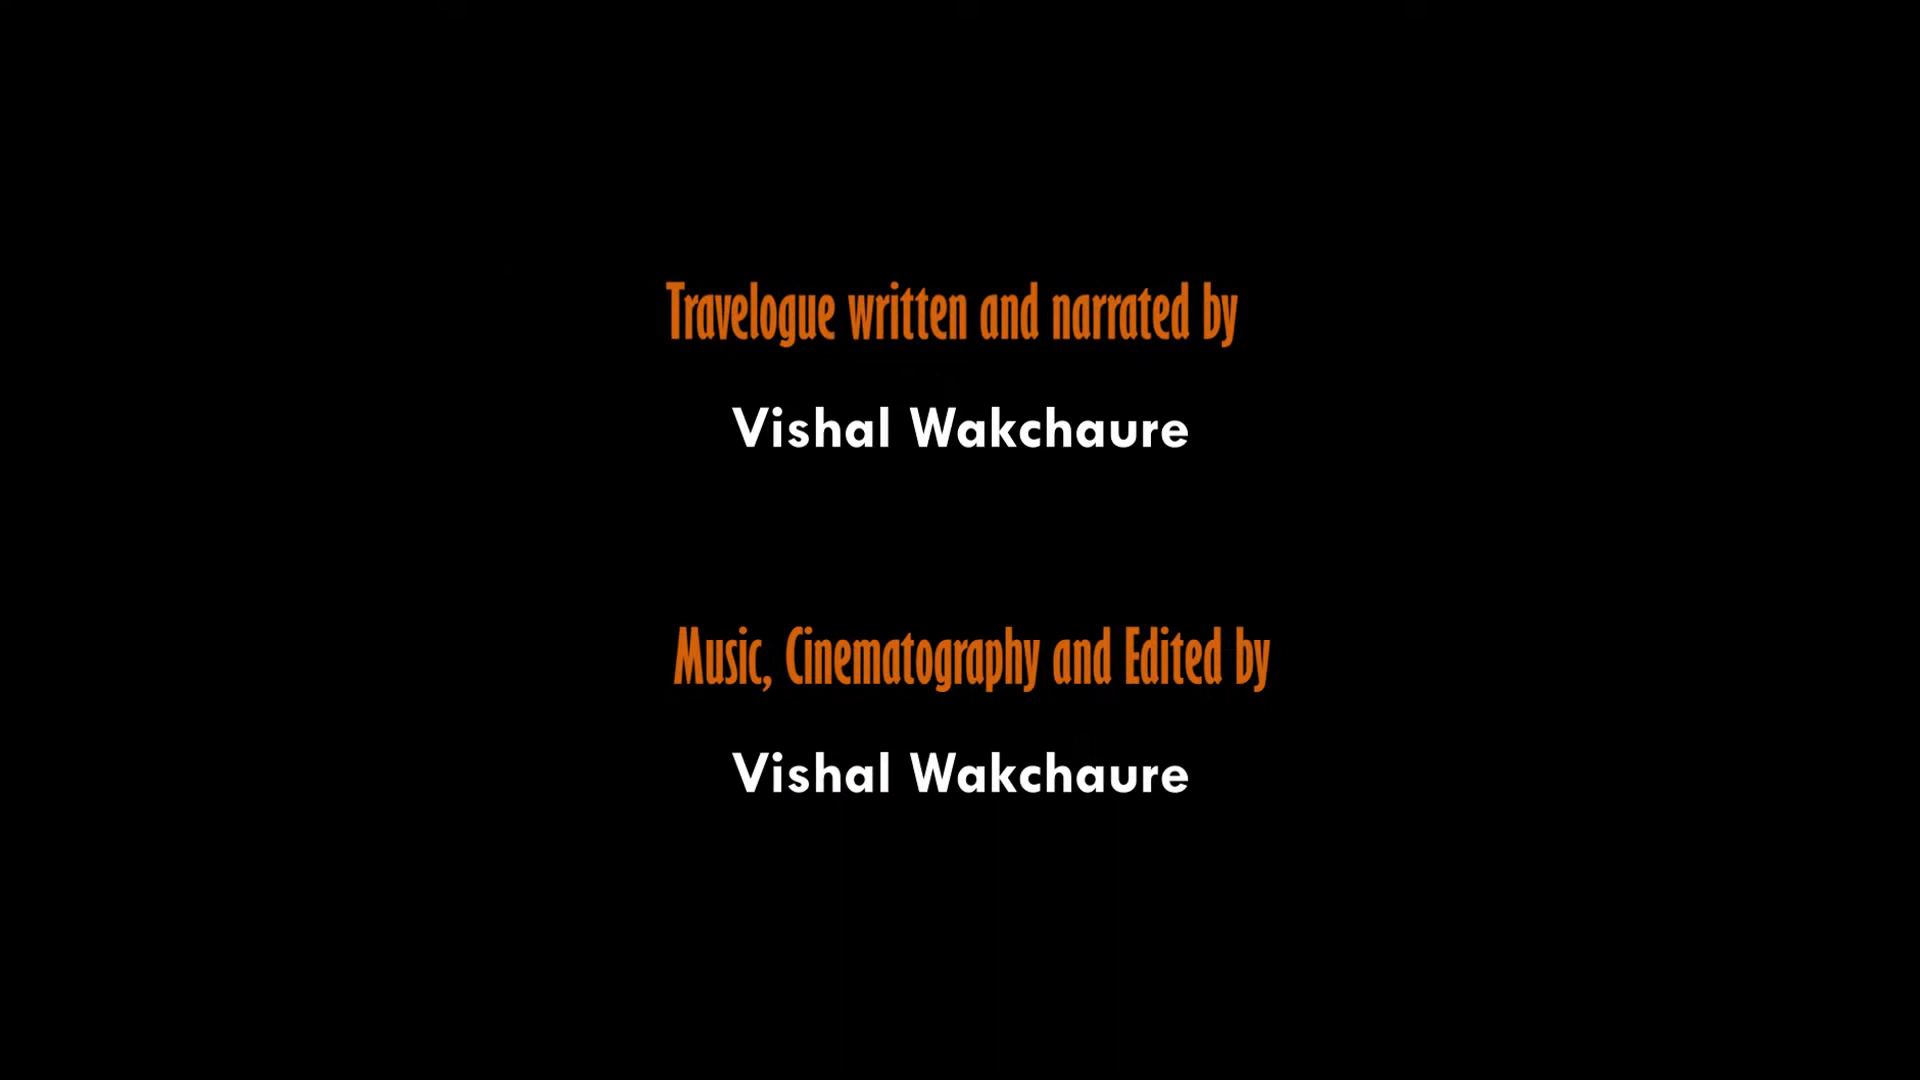 Travelogue written and narrated by
Vishal Wakchaure
Music, Cinematography and Edited by
Vishal Wakchaure